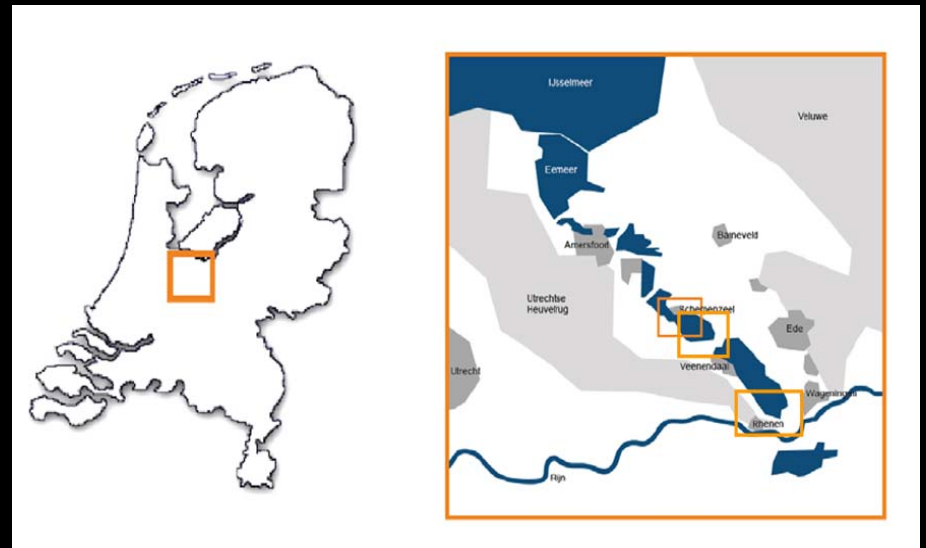 IJsselmeer
Veluwe
Eemeer
Amersfoort
Barneveld
Utrechtse
Heuvelrug
Scherpenzeel
Ede
Veenendaal
Utrecht
Wageningen
Rhenen
Rijn